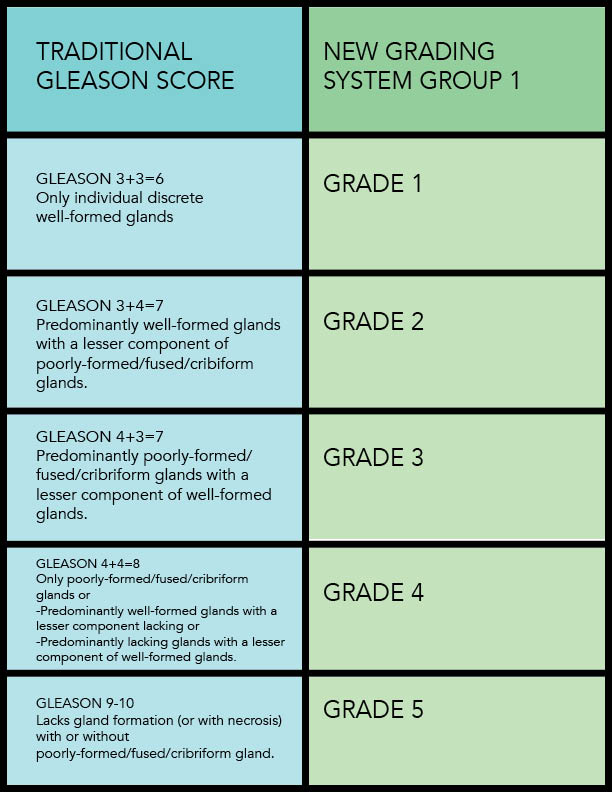 TRADITIONAL
GLEASON SCORE
NEW GRADING
SYSTEM GROUP 1
GLEASON 3+3=6
Only individual discrete
well-formed glands
GRADE 1
GLEASON 3+4=7
Predominantly well-formed glands
with a lesser component of
poorly-formed/fused/cribiform
glands.
GRADE 2
GLEASON 4+3=7
Predominantly poorly-formed/
fused/cribriform glands with a
lesser component of well-formed
glands.
GRADE 3
GLEASON 4+4=8
Only poorly-formed/fused/cribriform
glands or
-Predominantly well-formed glands with a
lesser component lacking or
-Predominantly lacking glands with a lesser
component of well-formed glands.
GRADE 4
GLEASON 9-10
Lacks gland formation (or with necrosis)
with or without
poorly-formed/fused/cribriform gland.
GRADE 5